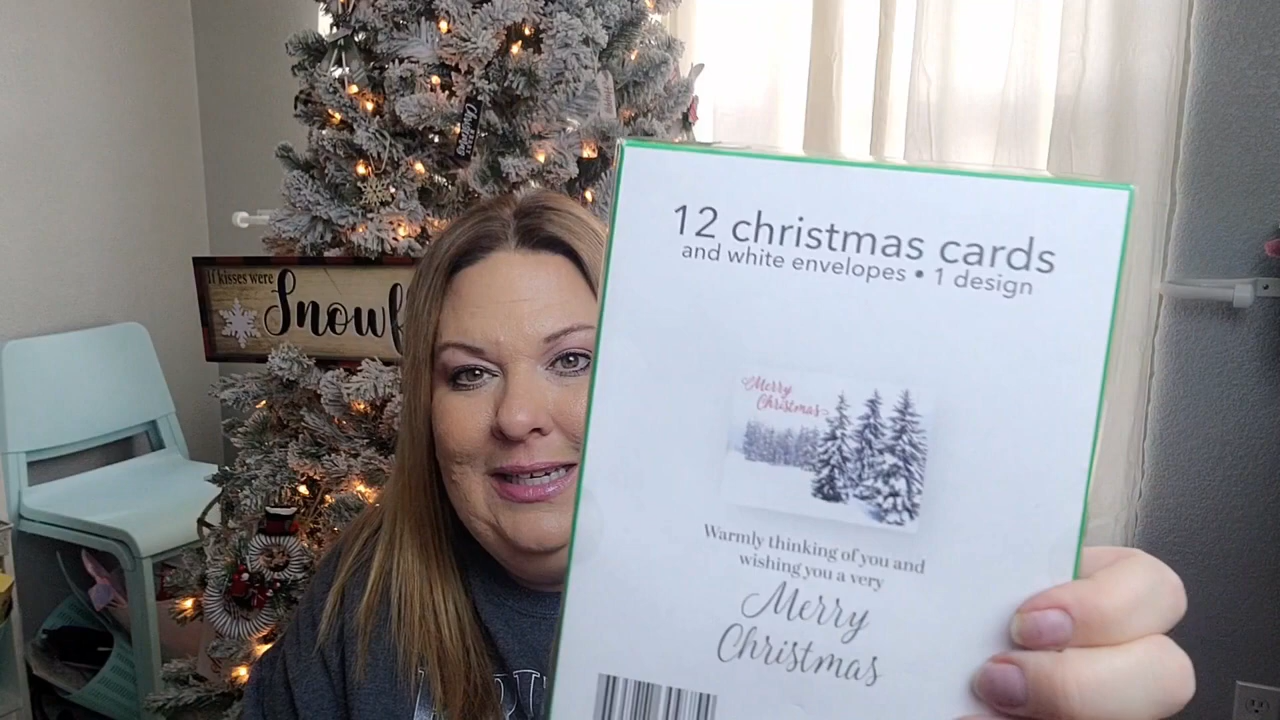 If kisses were
Snowf
12 christmas cards
and white envelopes • 1 design
Merry
Christmas
Warmly thinking of you and
wishing you a very
Merry
Christmas